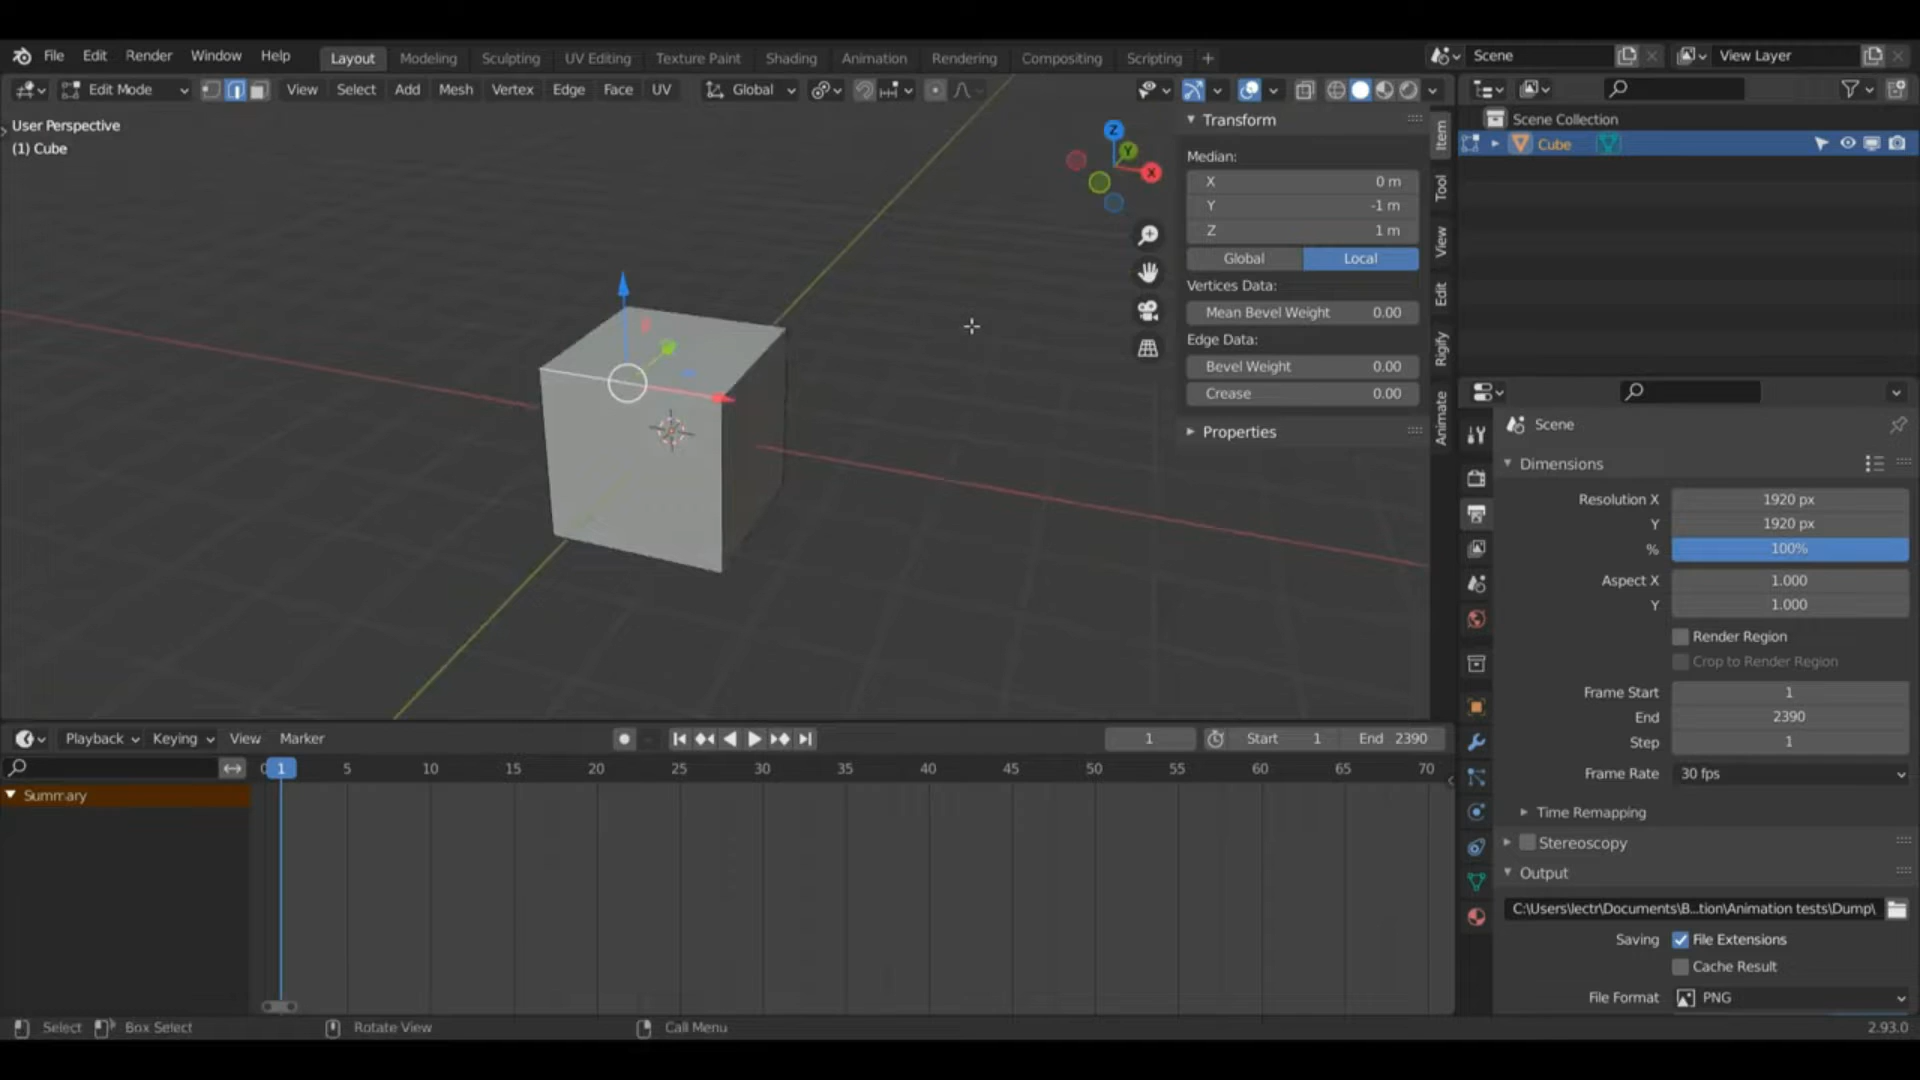 File Edit Render Window Help Layout Modeling Sculpting UV Editing Texture Paint Shading Animation Rendering Compositing Scripting + Scene View Layer
Edit Mode View Select Add Mesh Vertex Edge Face UV Global
User Perspective
(1) Cube
Z
Y
X
Transform
Median:
X 0 m
Y -1 m
Z 1 m
Global Local
Vertices Data:
Mean Bevel Weight 0.00
Edge Data:
Bevel Weight 0.00
Crease 0.00
Properties
Item
Tool
View
Edit
Rigify
Animate
Scene Collection
Cube
Scene
Dimensions
Resolution X 1920 px
Y 1920 px
% 100%
Aspect X 1.000
Y 1.000
Render Region
Crop to Render Region
Frame Start 1
End 2390
Step 1
Frame Rate 30 fps
Time Remapping
Stereoscopy
Output
C:\Users\lectr\Documents\B...tion\Animation tests\Dump\
Saving File Extensions
Cache Result
File Format PNG
Playback Keying View Marker 1 Start 1 End 2390
0 1 5 10 15 20 25 30 35 40 45 50 55 60 65 70
Summary
Select Box Select Rotate View Call Menu 2.93.0